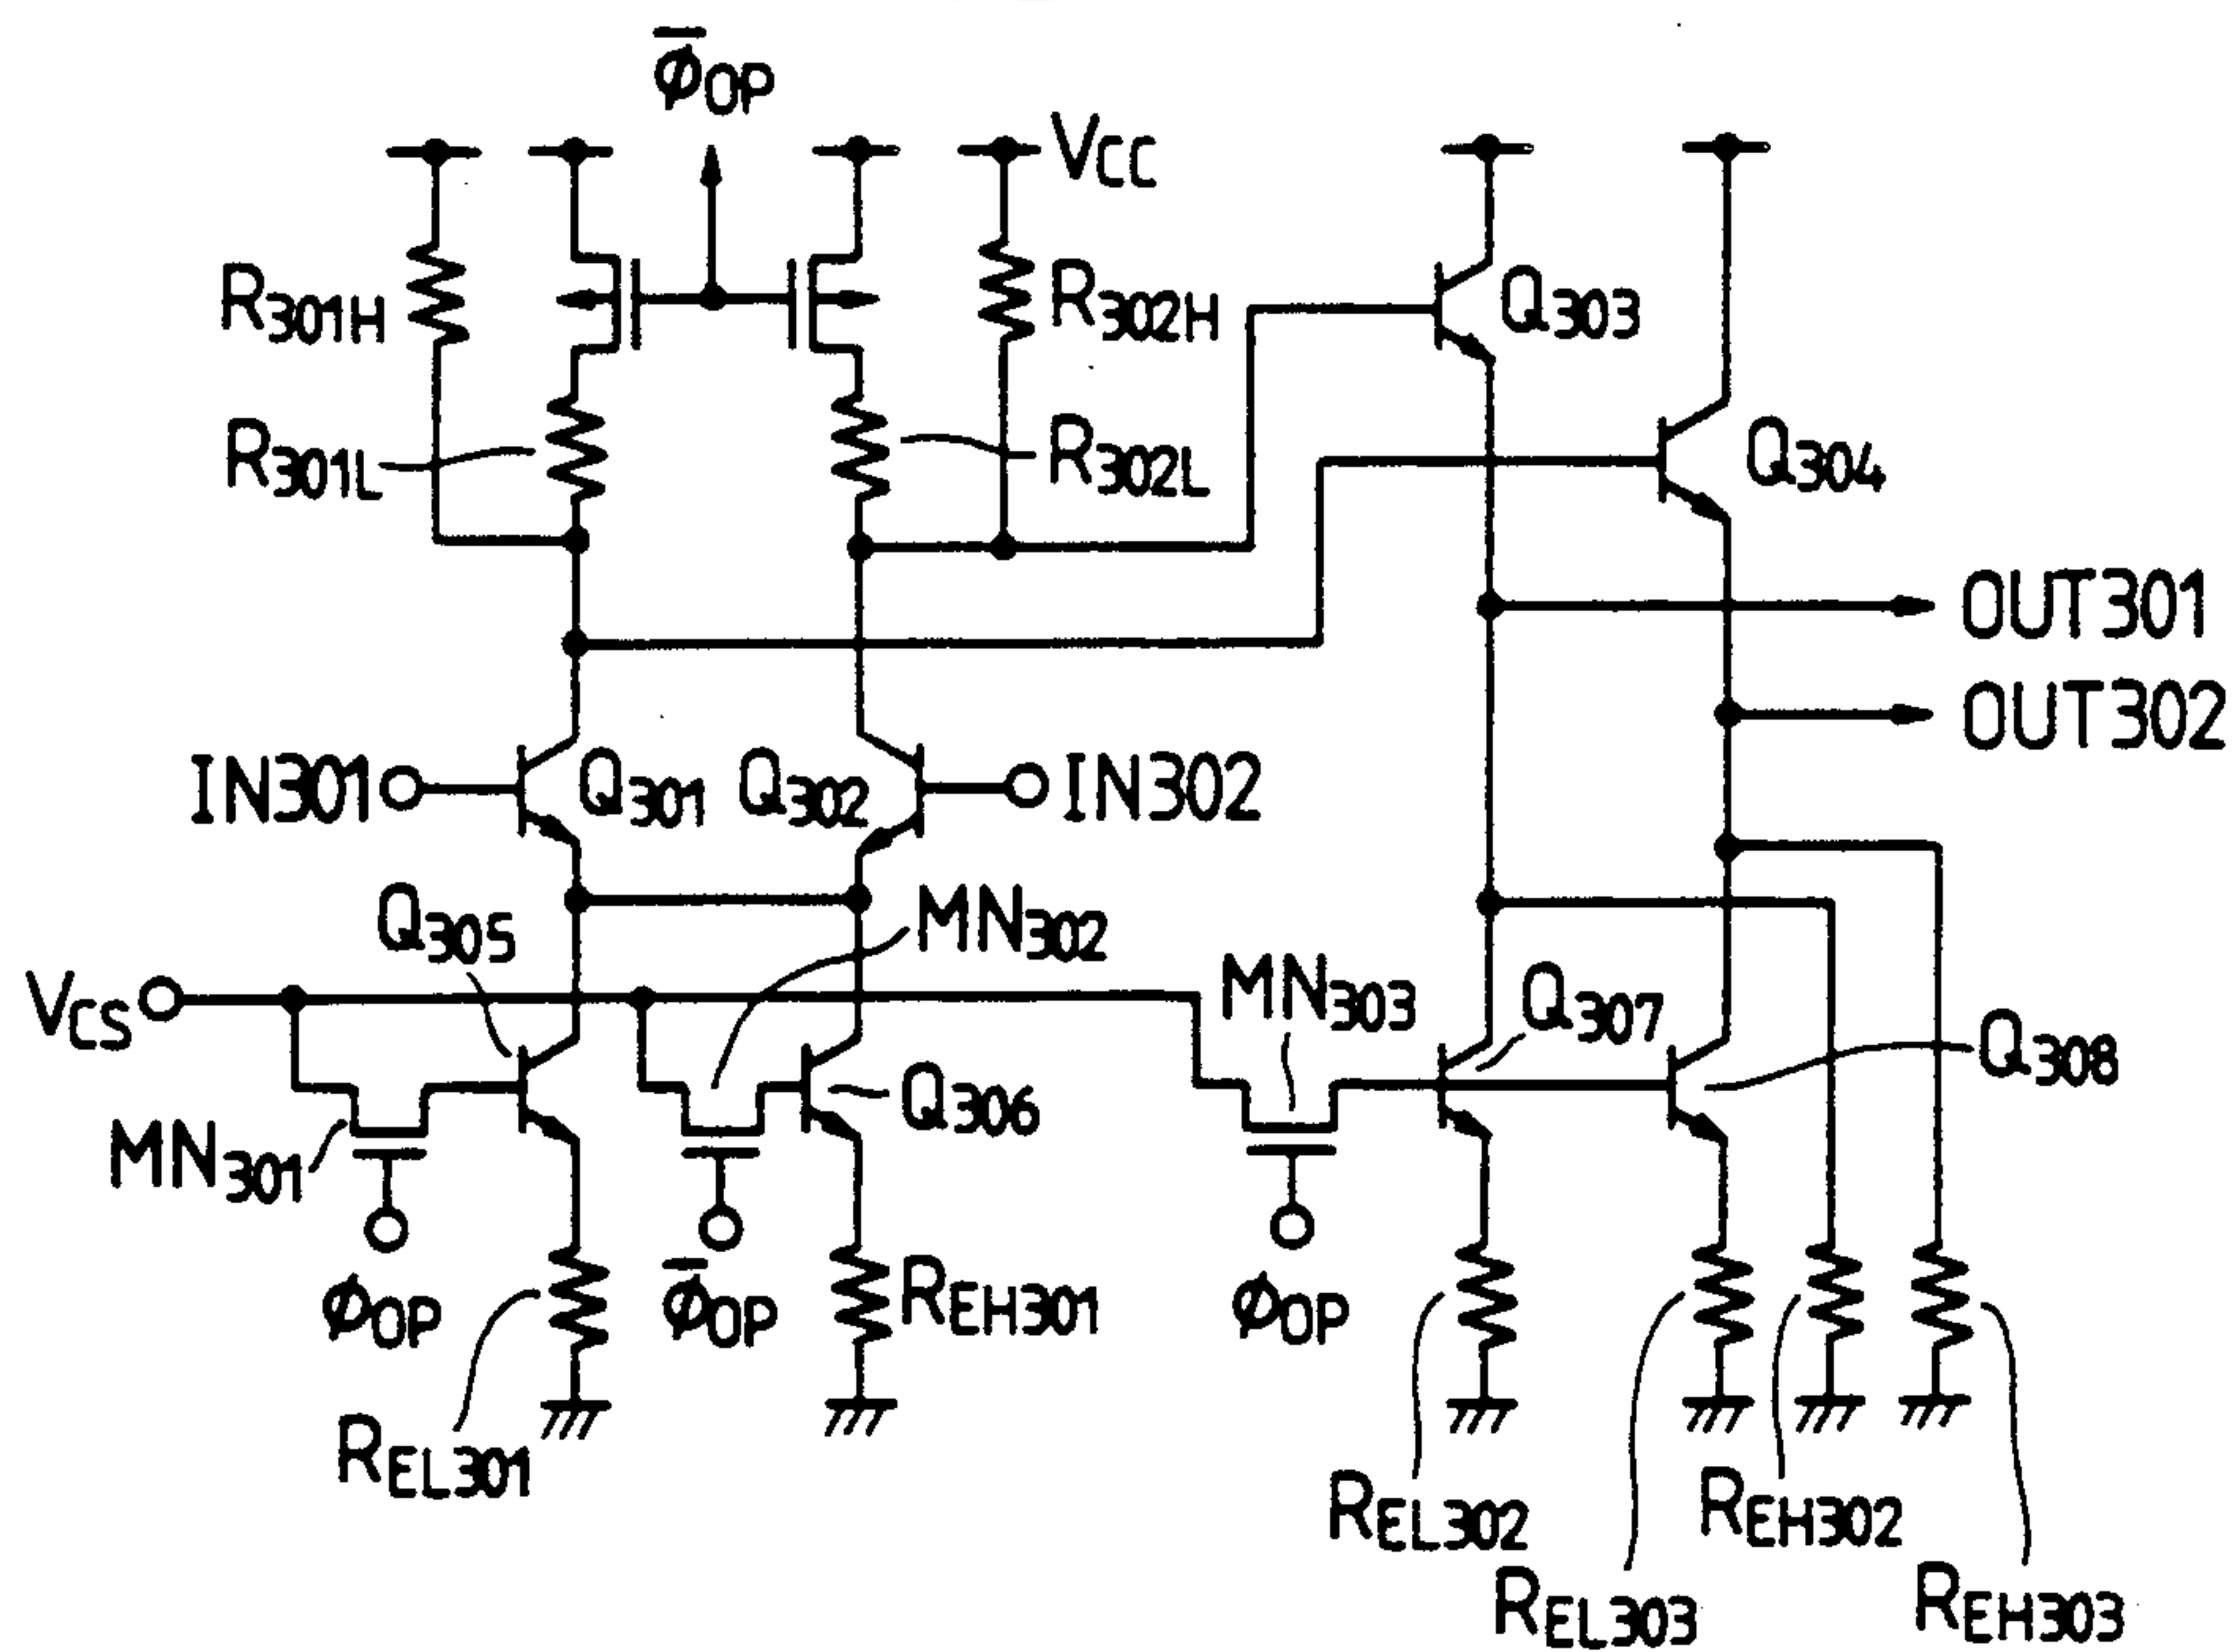 φ̅OP
VCC
R301H
R302H
Q303
R301L
R302L
Q304
OUT301
OUT302
IN301
Q301
Q302
IN302
Q305
MN302
VCS
MN303
Q307
Q308
MN301
Q306
φOP
φ̅OP
REH301
φOP
REL301
REL302
REH302
REL303
REH303